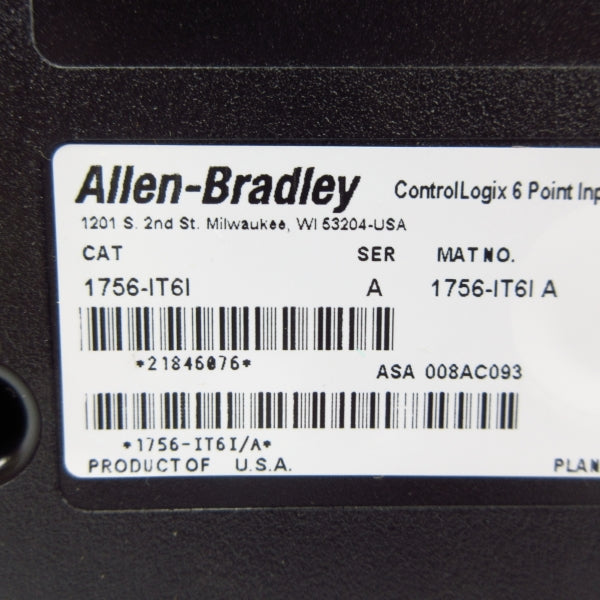 Allen-Bradley ControlLogix 6 Point Inp
1201 S. 2nd St. Milwaukee, WI 53204-USA
CAT SER MAT NO.
1756-IT6I A 1756-IT6I A
*21846076*
ASA 008AC093
*1756-IT6I/A*
PRODUCT OF U.S.A. PLAN